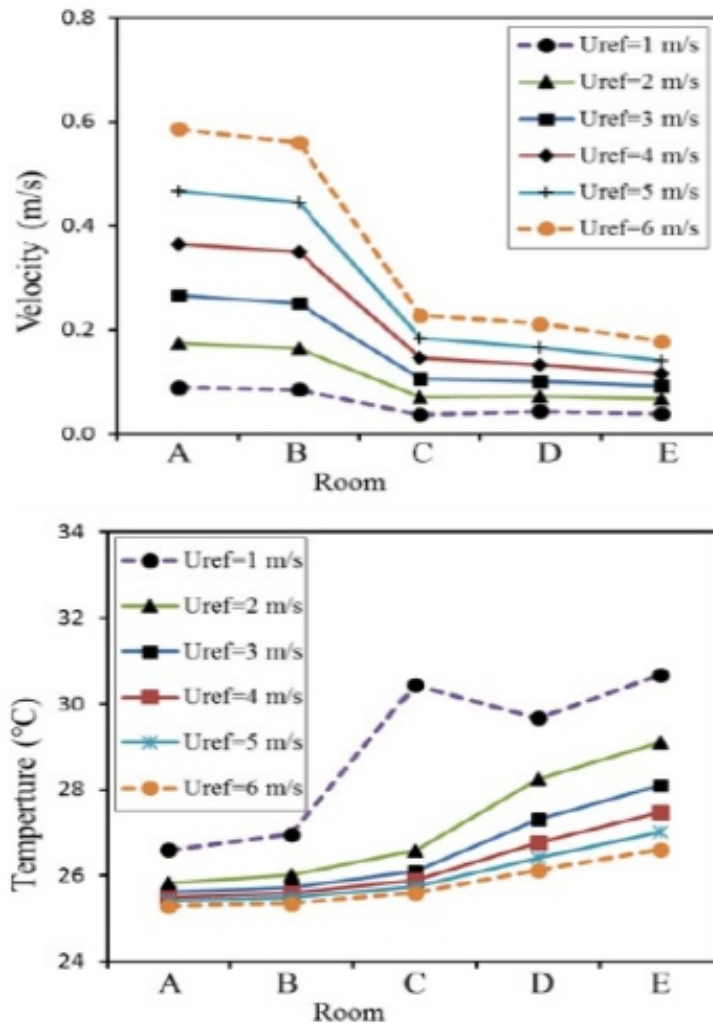 0.8
0.6
0.4
0.2
0.0
Velocity (m/s)
Uref=1 m/s
Uref=2 m/s
Uref=3 m/s
Uref=4 m/s
Uref=5 m/s
Uref=6 m/s
A B C D E
Room
34
32
30
28
26
24
Temperture (°C)
Uref=1 m/s
Uref=2 m/s
Uref=3 m/s
Uref=4 m/s
Uref=5 m/s
Uref=6 m/s
A B C D E
Room